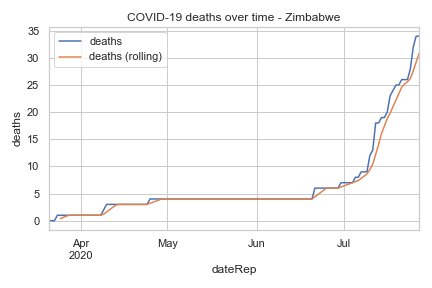 COVID-19 deaths over time - Zimbabwe
deaths
deaths (rolling)
35
30
25
20
15
10
5
0
deaths
Apr
2020
May
Jun
Jul
dateRep